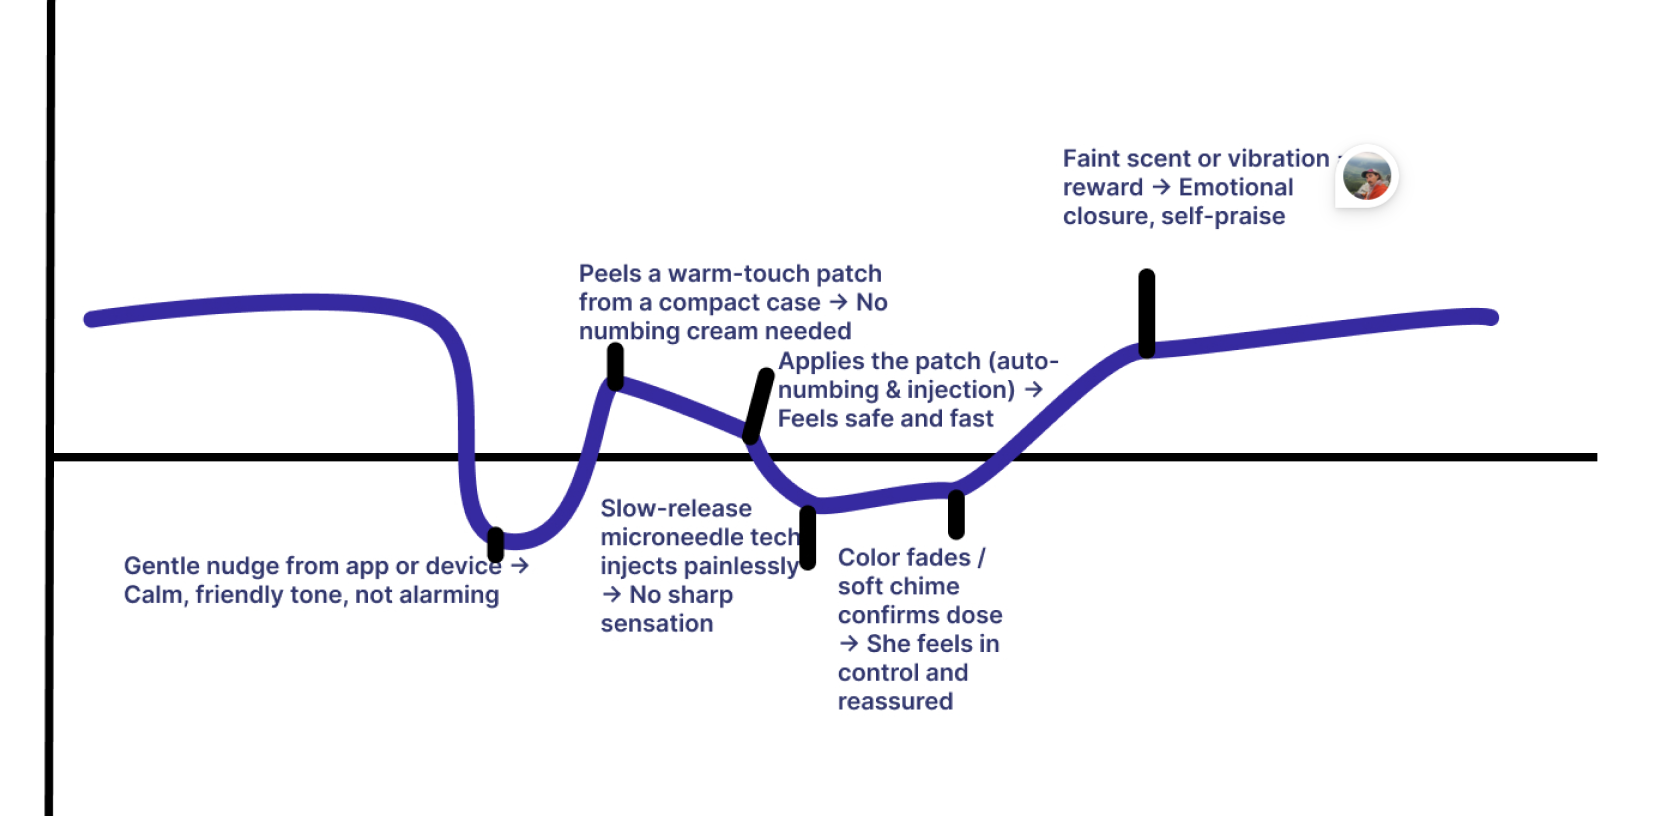 Faint scent or vibration
reward → Emotional
closure, self-praise
Peels a warm-touch patch
from a compact case → No
numbing cream needed
Applies the patch (auto-
numbing & injection) →
Feels safe and fast
Gentle nudge from app or device →
Calm, friendly tone, not alarming
Slow-release
microneedle tech
injects painlessly
→ No sharp
sensation
Color fades /
soft chime
confirms dose
→ She feels in
control and
reassured